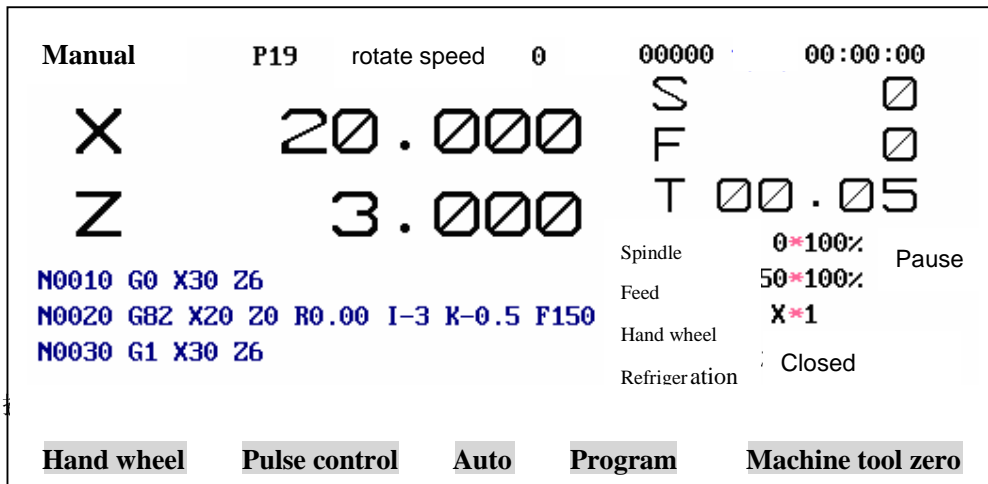 Manual P19 rotate speed 0 00000 00:00:00
X 20.000
Z 3.000
S 0
F 0
T 00.05
Spindle 0*100% Pause
Feed 50*100%
Hand wheel X*1
Refrigeration Closed
N0010 G0 X30 Z6
N0020 G82 X20 Z0 R0.00 I-3 K-0.5 F150
N0030 G1 X30 Z6
Hand wheel Pulse control Auto Program Machine tool zero